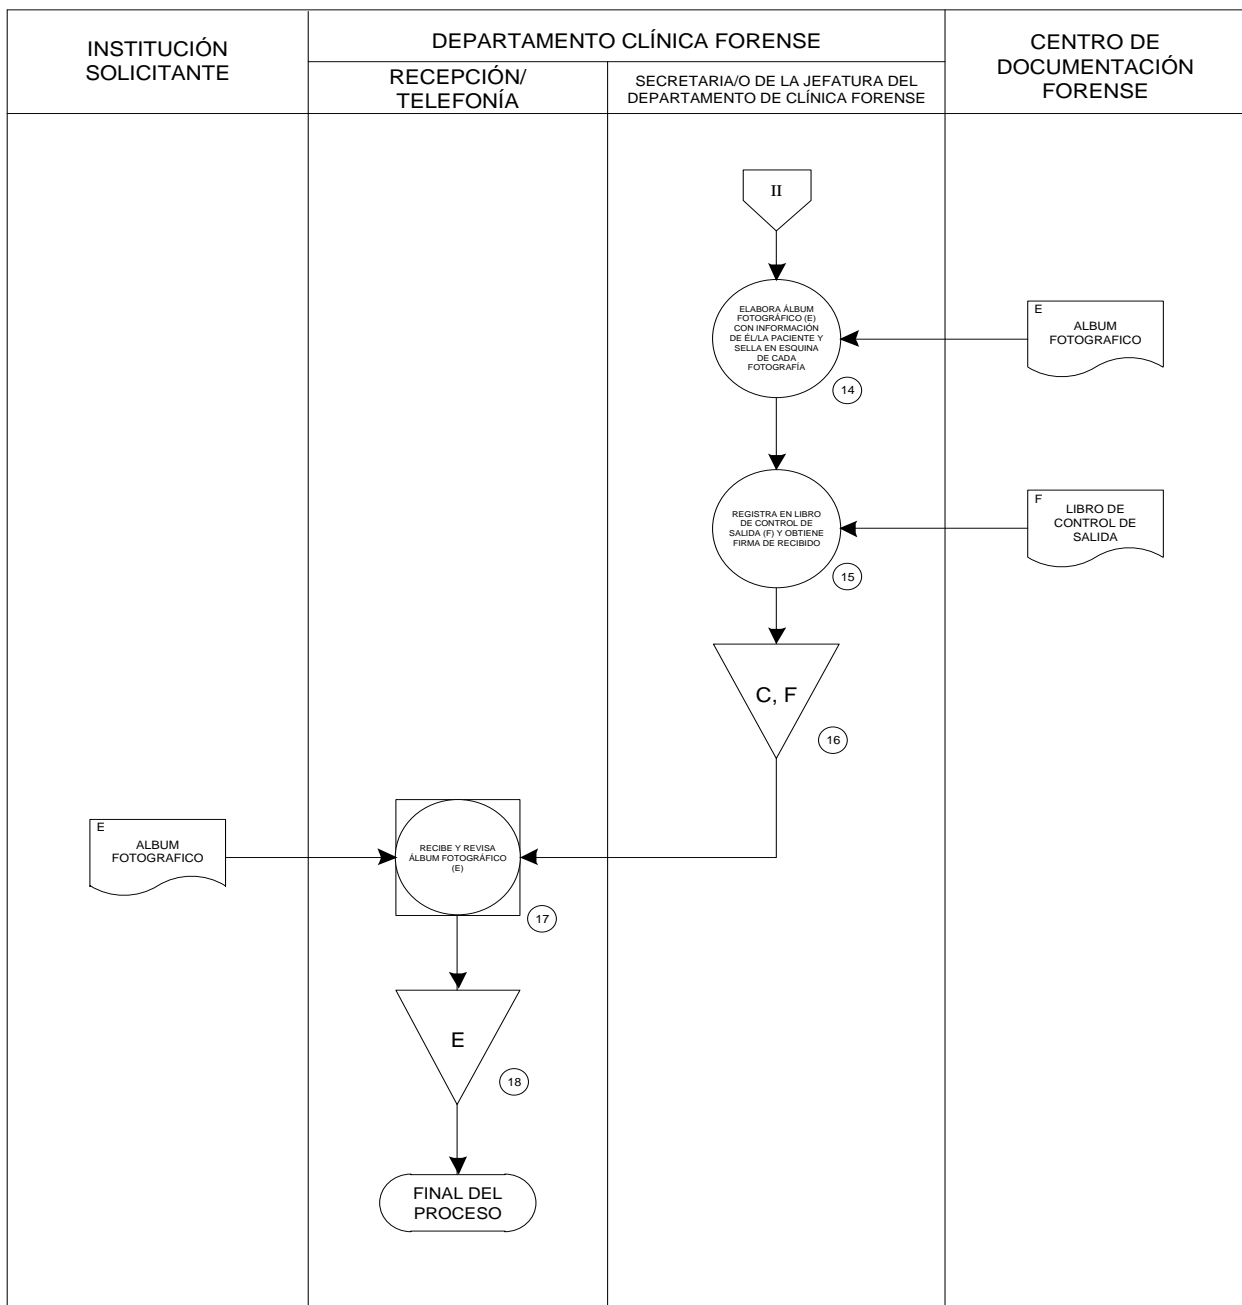 INSTITUCIÓN
SOLICITANTE
DEPARTAMENTO CLÍNICA FORENSE
RECEPCIÓN/
TELEFONÍA
SECRETARIA/O DE LA JEFATURA DEL
DEPARTAMENTO DE CLÍNICA FORENSE
CENTRO DE
DOCUMENTACIÓN
FORENSE
II
ELABORA ÁLBUM
FOTOGRÁFICO (E)
CON INFORMACIÓN
DE ÉL/LA PACIENTE Y
SELLA EN ESQUINA
DE CADA
FOTOGRAFÍA
14
E
ALBUM
FOTOGRAFICO
REGISTRA EN LIBRO
DE CONTROL DE
SALIDA (F) Y OBTIENE
FIRMA DE RECIBIDO
15
F
LIBRO DE
CONTROL DE
SALIDA
C, F
16
E
ALBUM
FOTOGRAFICO
RECIBE Y REVISA
ÁLBUM FOTOGRÁFICO
(E)
17
E
18
FINAL DEL
PROCESO